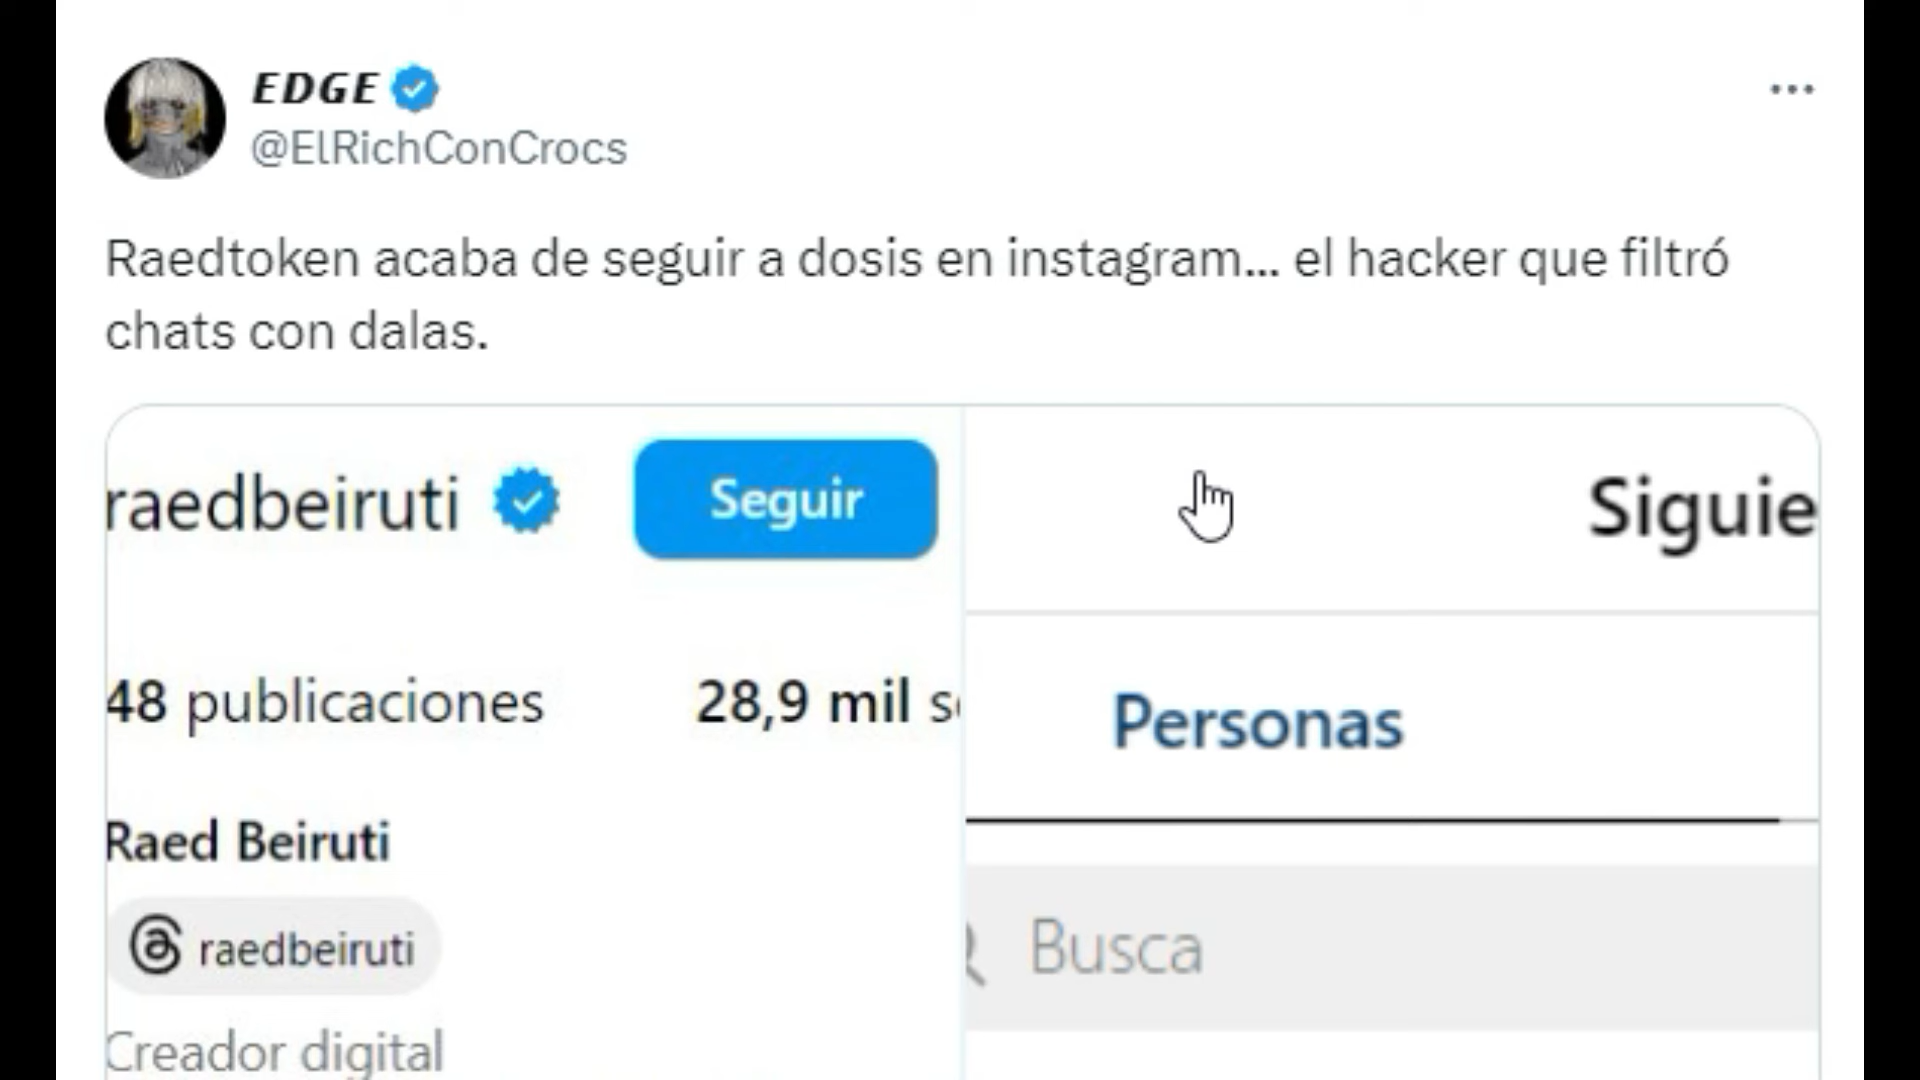 EDGE
@ElRichConCrocs
Raedtoken acaba de seguir a dosis en instagram... el hacker que filtró
chats con dalas.
raedbeiruti
Seguir
Siguie
48 publicaciones
28,9 mil s
Personas
Raed Beiruti
raedbeiruti
Busca
Creador digital